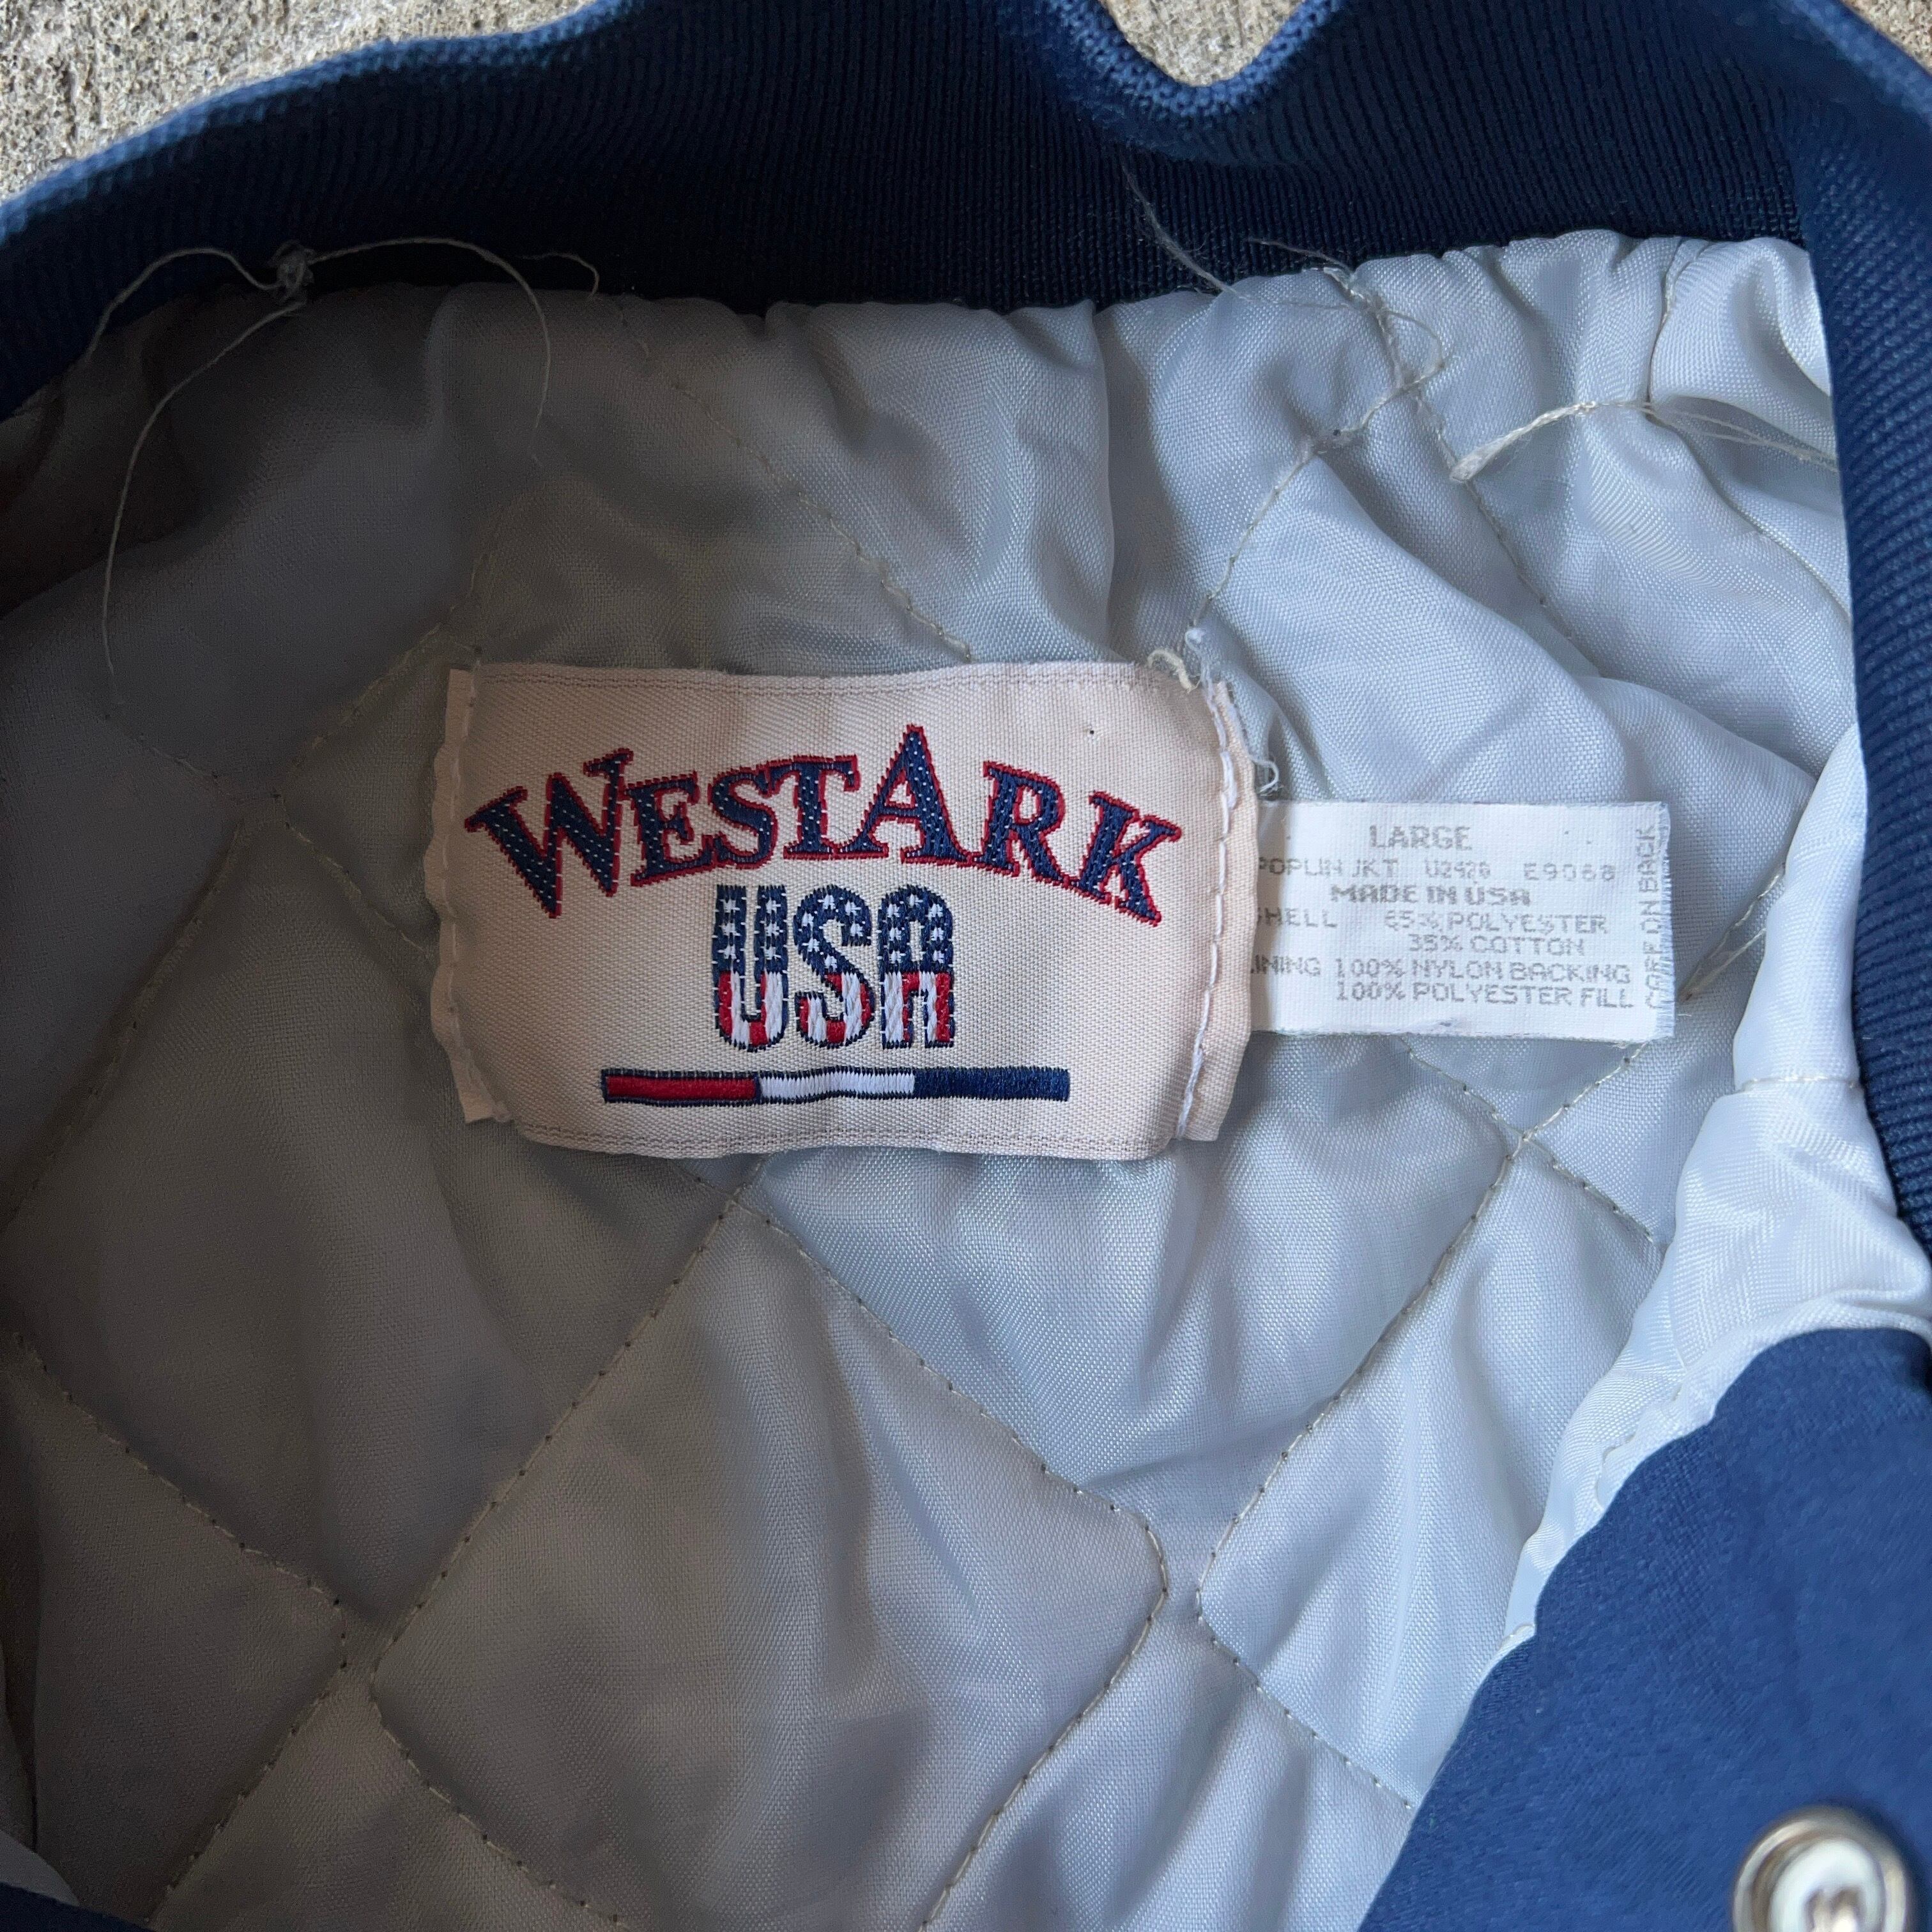 WESTARK
USA
LARGE
POPLIN JKT U2420 E9068
MADE IN USA
SHELL 65% POLYESTER
35% COTTON
LINING 100% NYLON BACKING
100% POLYESTER FILL
CARE ON BACK